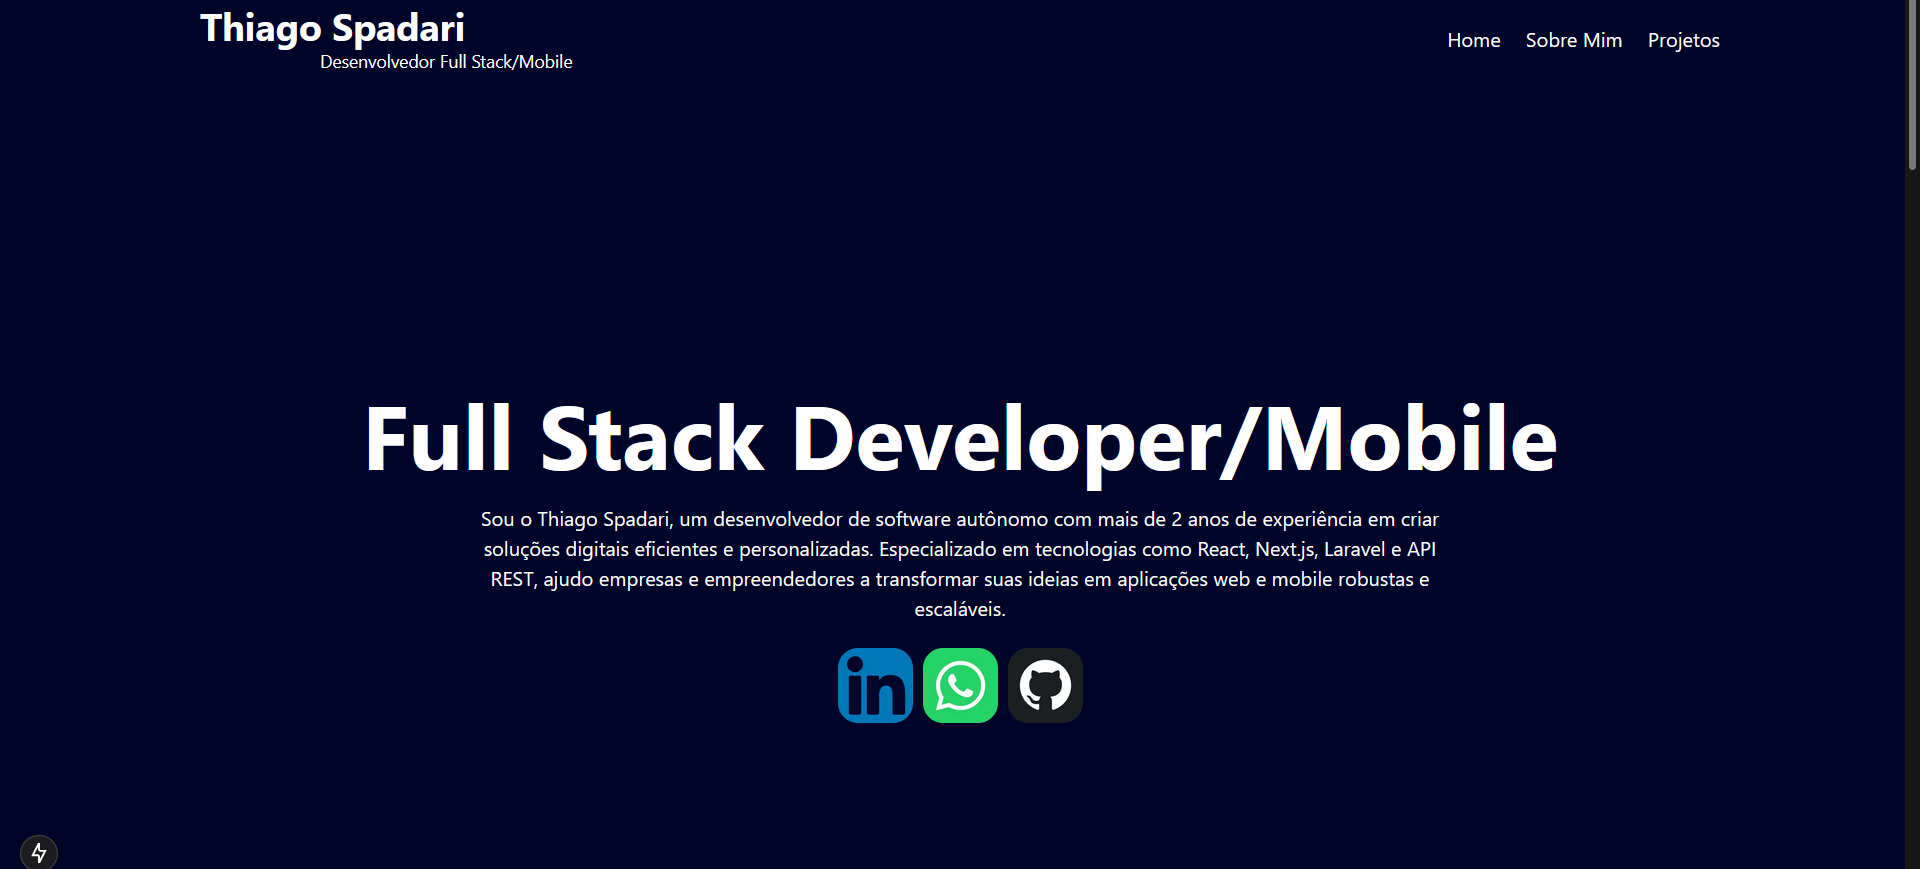 Thiago Spadari
Desenvolvedor Full Stack/Mobile
Home Sobre Mim Projetos
Full Stack Developer/Mobile
Sou o Thiago Spadari, um desenvolvedor de software autônomo com mais de 2 anos de experiência em criar
soluções digitais eficientes e personalizadas. Especializado em tecnologias como React, Next.js, Laravel e API
REST, ajudo empresas e empreendedores a transformar suas ideias em aplicações web e mobile robustas e
escaláveis.
in